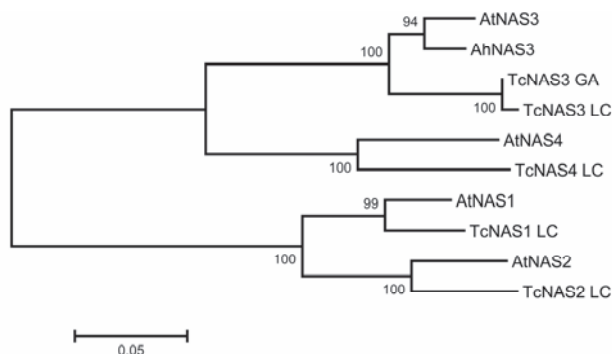 94
AtNAS3
AhNAS3
100
TcNAS3 GA
100
TcNAS3 LC
AtNAS4
100
TcNAS4 LC
99
AtNAS1
TcNAS1 LC
100
AtNAS2
100
TcNAS2 LC
0.05